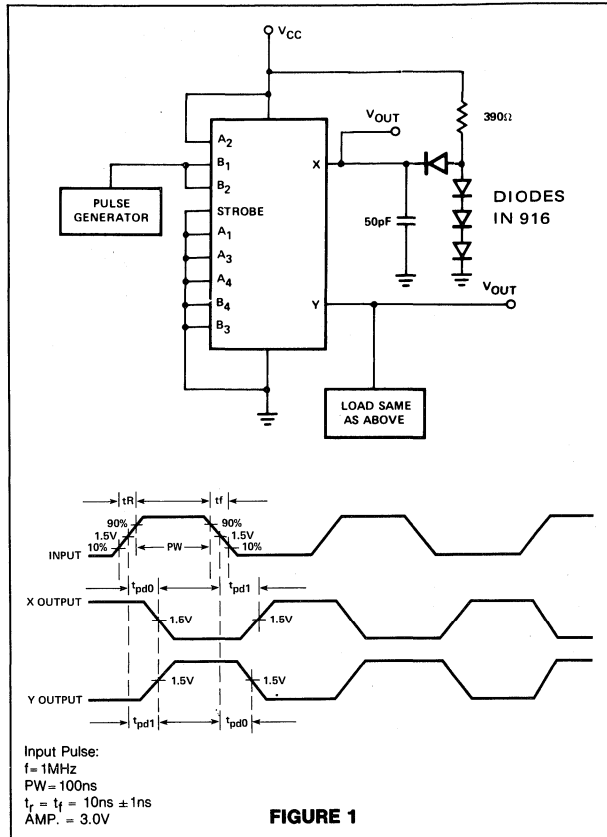 VCC
VOUT
390Ω
A2
B1
B2
STROBE
A1
A3
A4
B4
B3
X
Y
PULSE
GENERATOR
50pF
DIODES
IN 916
VOUT
LOAD SAME
AS ABOVE
tR
tf
90%
1.5V
10%
PW
90%
1.5V
10%
INPUT
tpd0
tpd1
X OUTPUT
1.5V
1.5V
Y OUTPUT
1.5V
1.5V
tpd1
tpd0
Input Pulse:
f = 1MHz
PW = 100ns
tr = tf = 10ns ±1ns
AMP. = 3.0V
FIGURE 1